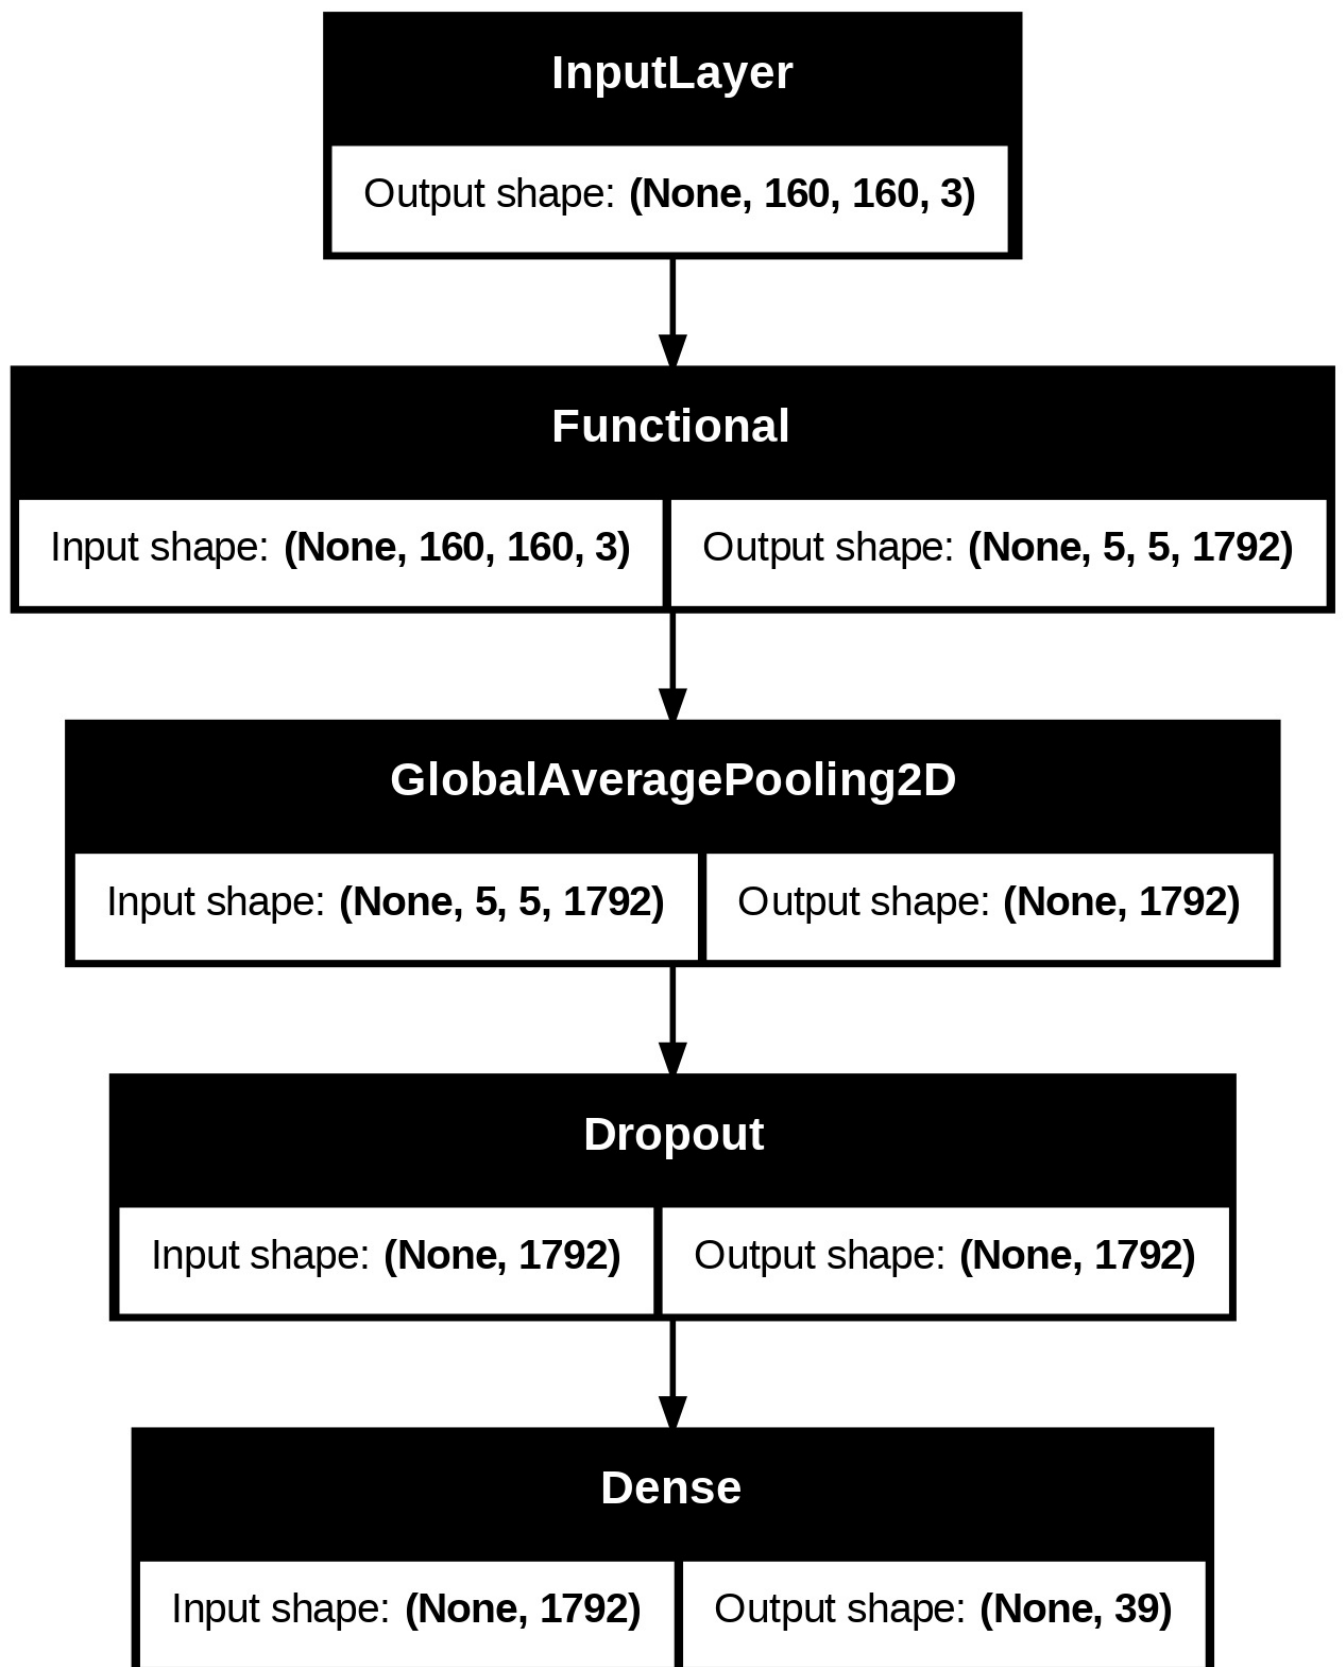 InputLayer
Output shape: (None, 160, 160, 3)
Functional
Input shape: (None, 160, 160, 3) Output shape: (None, 5, 5, 1792)
GlobalAveragePooling2D
Input shape: (None, 5, 5, 1792) Output shape: (None, 1792)
Dropout
Input shape: (None, 1792) Output shape: (None, 1792)
Dense
Input shape: (None, 1792) Output shape: (None, 39)